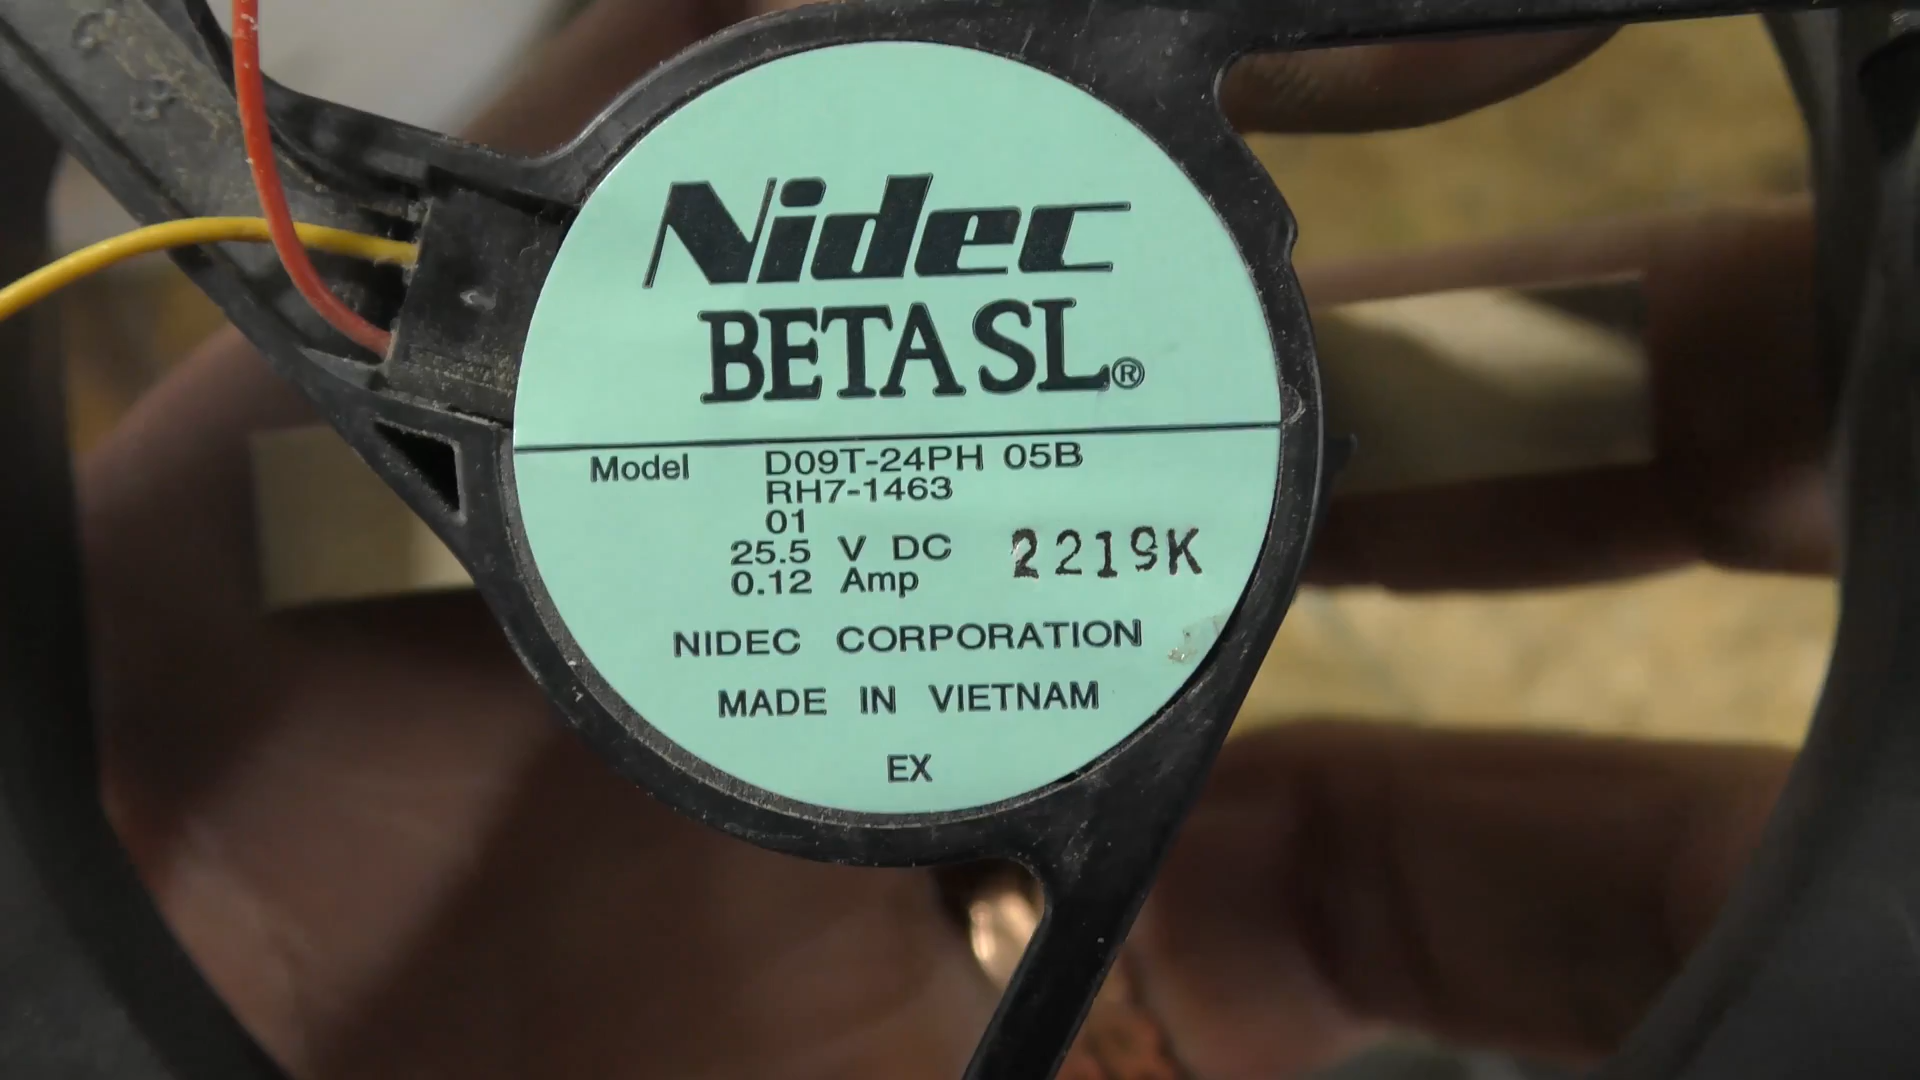 Nidec
BETA SL®
Model D09T-24PH 05B
RH7-1463
01
25.5 V DC
0.12 Amp 2219K
NIDEC CORPORATION
MADE IN VIETNAM
EX